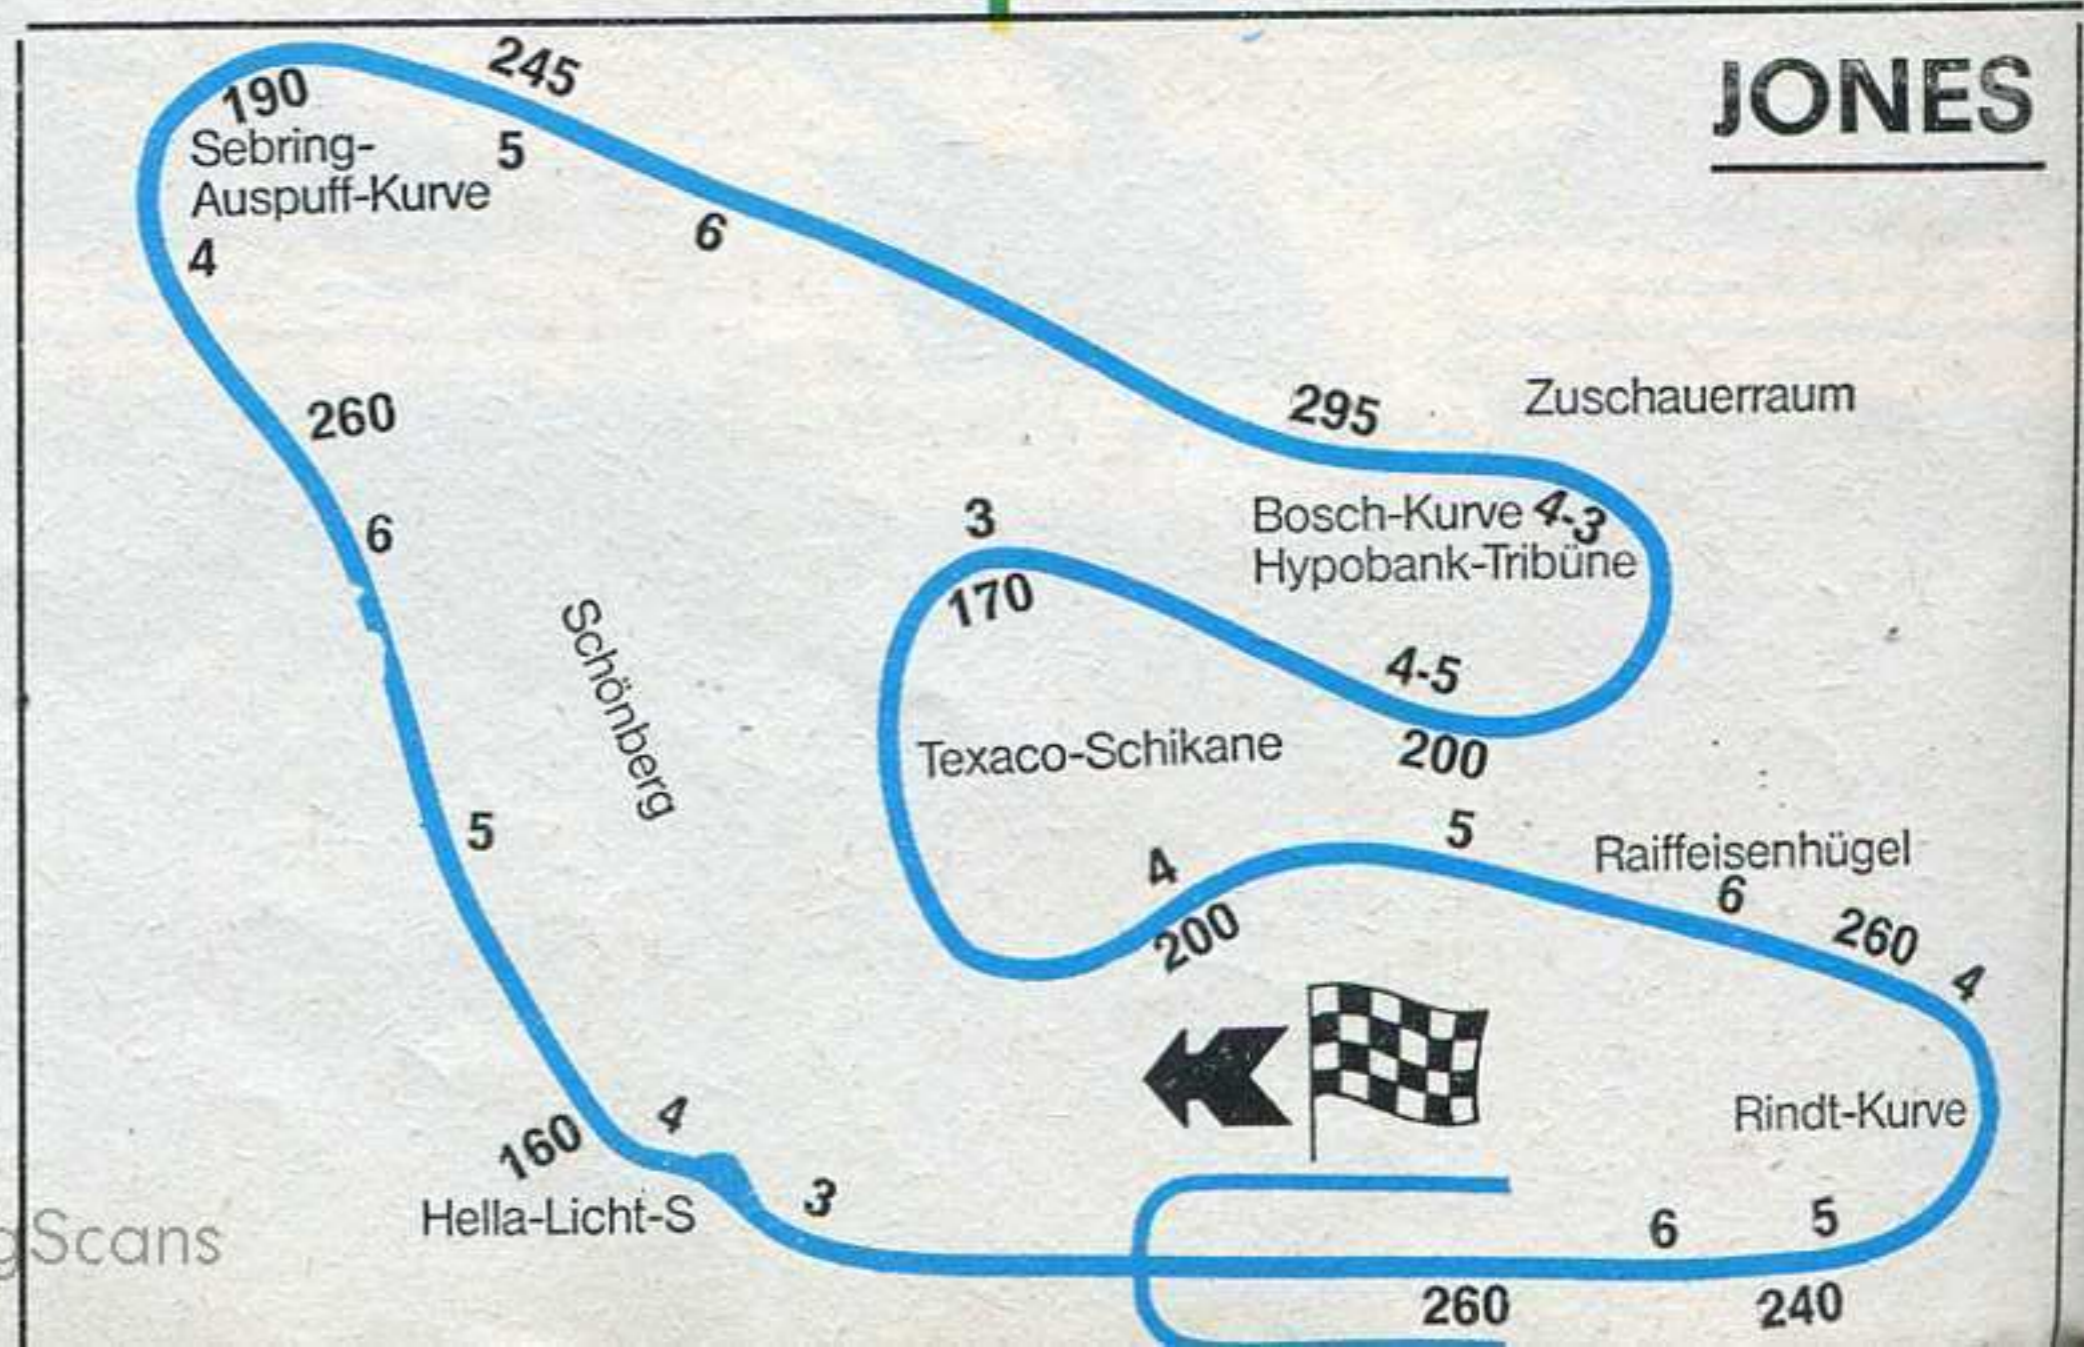 JONES
245
190
Sebring-
Auspuff-Kurve
5
6
4
260
6
295
Zuschauerraum
Bosch-Kurve 4-3
Hypobank-Tribüne
3
170
Schönberg
4-5
Texaco-Schikane
200
5
5
Raiffeisenhügel
4
6
200
260
4
160
4
Rindt-Kurve
Hella-Licht-S
3
6
5
gScans
260
240